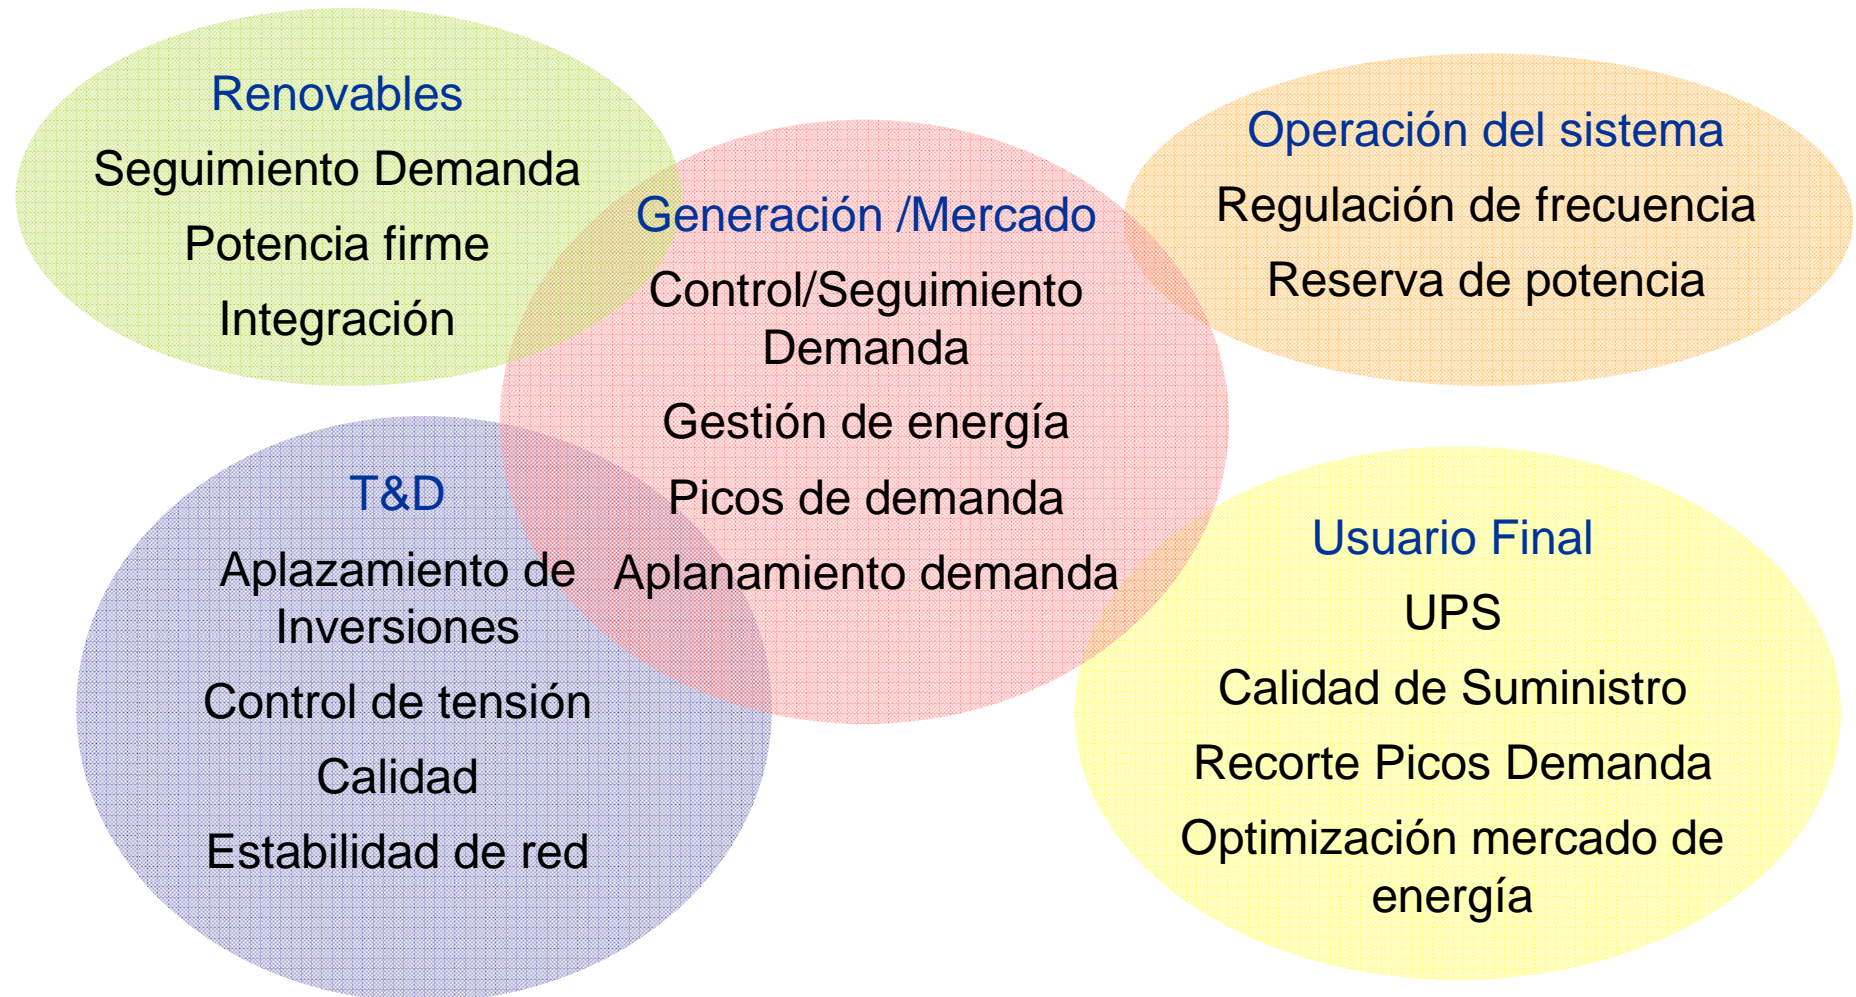 Renovables
Seguimiento Demanda
Potencia firme
Integración
Generación /Mercado
Control/Seguimiento
Demanda
Gestión de energía
Picos de demanda
Aplanamiento demanda
Operación del sistema
Regulación de frecuencia
Reserva de potencia
T&D
Aplazamiento de
Inversiones
Control de tensión
Calidad
Estabilidad de red
Usuario Final
UPS
Calidad de Suministro
Recorte Picos Demanda
Optimización mercado de
energía